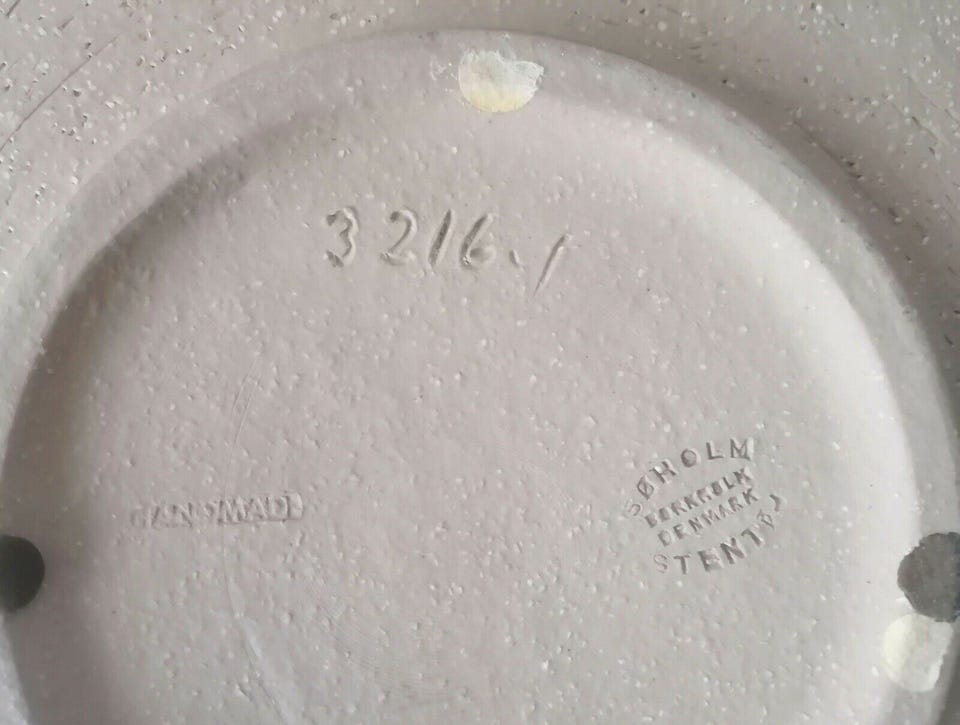 3216.1
HANDMADE
SØHOLM
BORNHOLM
DENMARK
STENTØJ